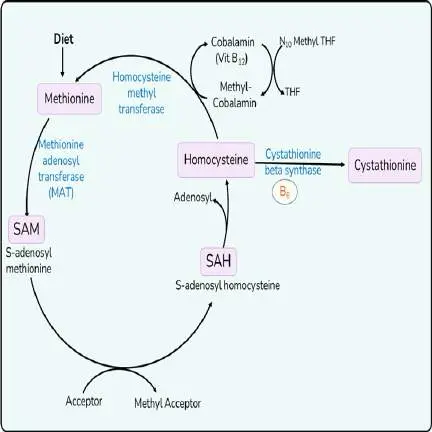 Diet
Methionine
Homocysteine
methyl
transferase
Cobalamin
(Vit B12)
Methyl-
Cobalamin
N10 Methyl THF
THF
Methionine
adenosyl
transferase
(MAT)
Homocysteine
Cystathionine
beta synthase
B6
Cystathionine
Adenosyl
SAM
S-adenosyl
methionine
SAH
S-adenosyl homocysteine
Acceptor
Methyl Acceptor